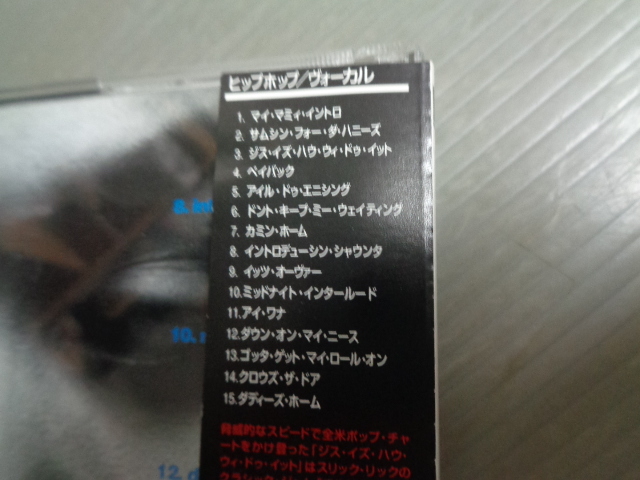 ヒップホップ/ヴォーカル
1. マイ・マミィ・イントロ
2. サムシン・フォー・ダ・ハニーズ
3. ジス・イズ・ハウ・ウィ・ドゥ・イット
4. ペイバック
5. アイル・ドゥ・エニシング
6. ドント・キープ・ミー・ウェイティング
7. カミン・ホーム
8. イントロデューシン・シャウンタ
9. イッツ・オーヴァー
10. ミッドナイト・インタールード
11. アイ・ワナ
12. ダウン・オン・マイ・ニース
13. ゴッタ・ゲット・マイ・ロール・オン
14. クロウズ・ザ・ドア
15. ダディーズ・ホーム
脅威的なスピードで全米ポップ・チャ
ートをかけ登った「ジス・イズ・ハウ・
ウィ・ドゥ・イット」はスリック・リックの
8.
10.
12.